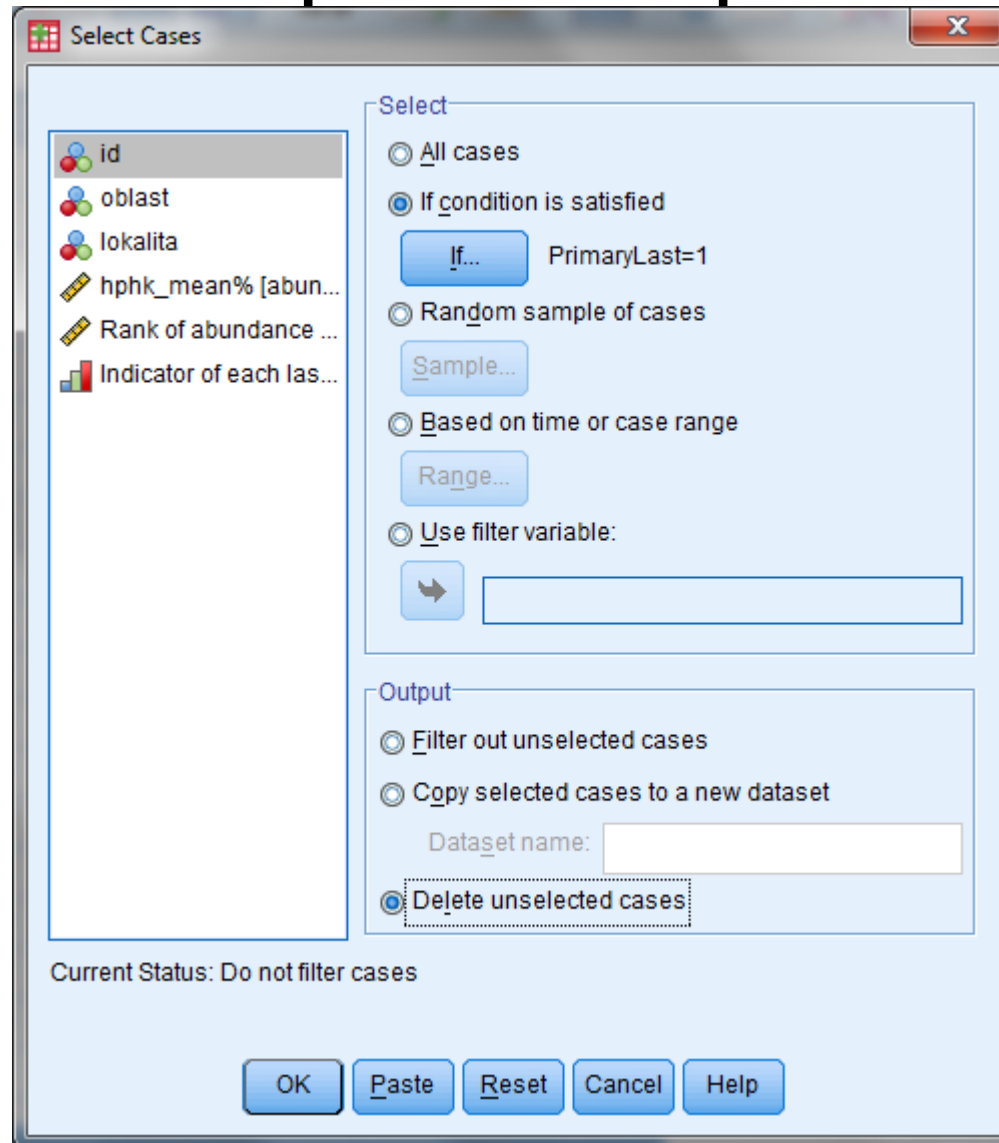 Select Cases
x
id
oblast
lokalita
hphk_mean% [abun...
Rank of abundance ...
Indicator of each las...
Select
All cases
If condition is satisfied
If...   PrimaryLast=1
Random sample of cases
Sample...
Based on time or case range
Range...
Use filter variable:
Output
Filter out unselected cases
Copy selected cases to a new dataset
Dataset name:
Delete unselected cases
Current Status: Do not filter cases
OK Paste Reset Cancel Help